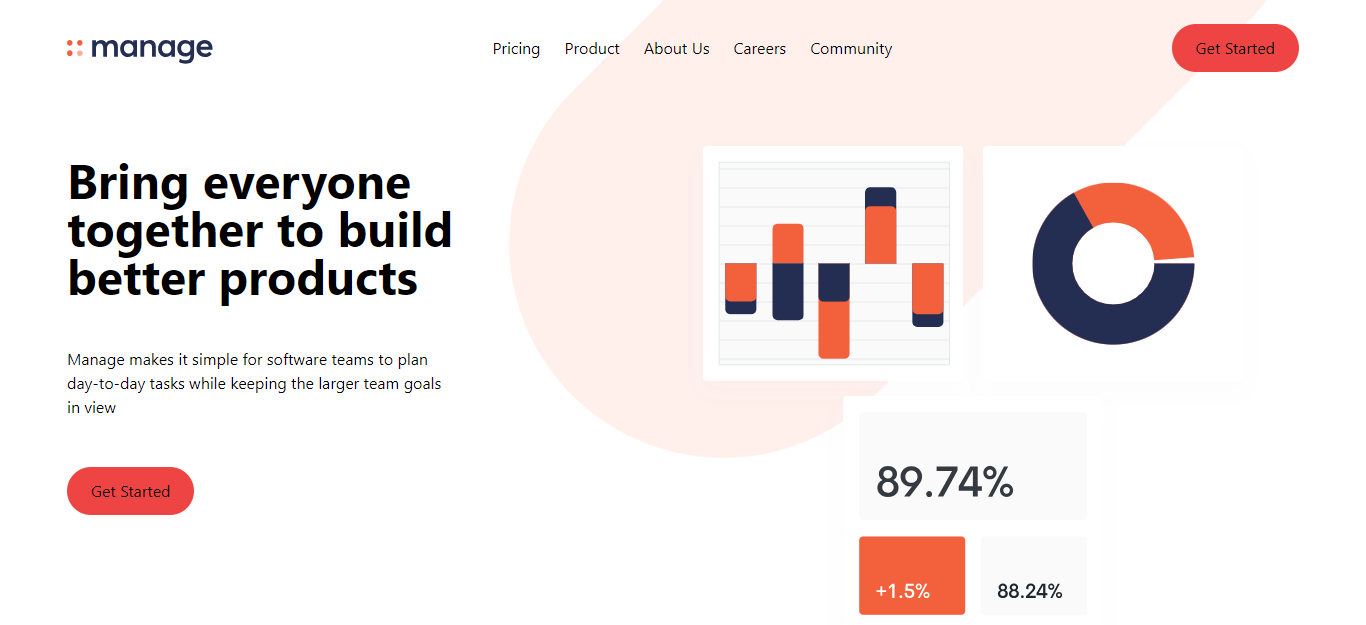 manage
Pricing Product About Us Careers Community
Get Started
Bring everyone
together to build
better products
Manage makes it simple for software teams to plan
day-to-day tasks while keeping the larger team goals
in view
Get Started
89.74%
+1.5% 88.24%